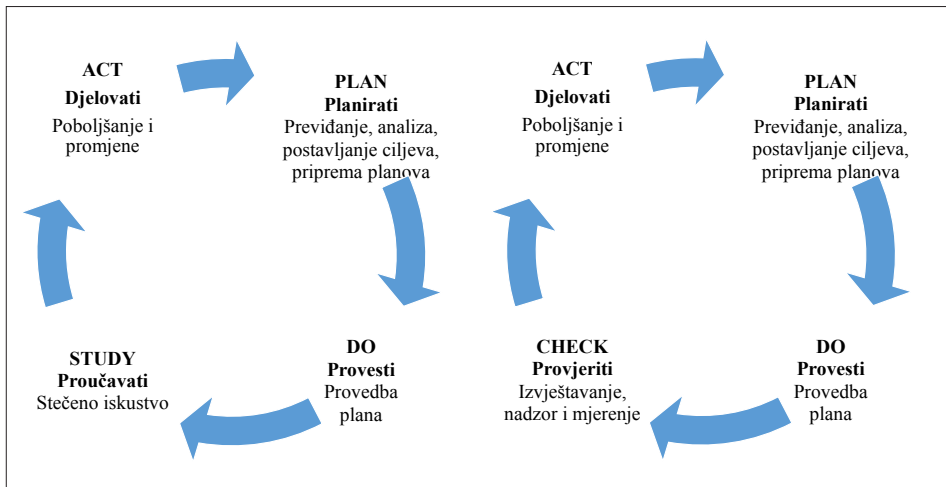 ACT
Djelovati
Poboljšanje i
promjene
PLAN
Planirati
Previđanje, analiza,
postavljanje ciljeva,
priprema planova
DO
Provesti
Provedba
plana
STUDY
Proučavati
Stečeno iskustvo
ACT
Djelovati
Poboljšanje i
promjene
PLAN
Planirati
Previđanje, analiza,
postavljanje ciljeva,
priprema planova
DO
Provesti
Provedba
plana
CHECK
Provjeriti
Izvještavanje,
nadzor i mjerenje